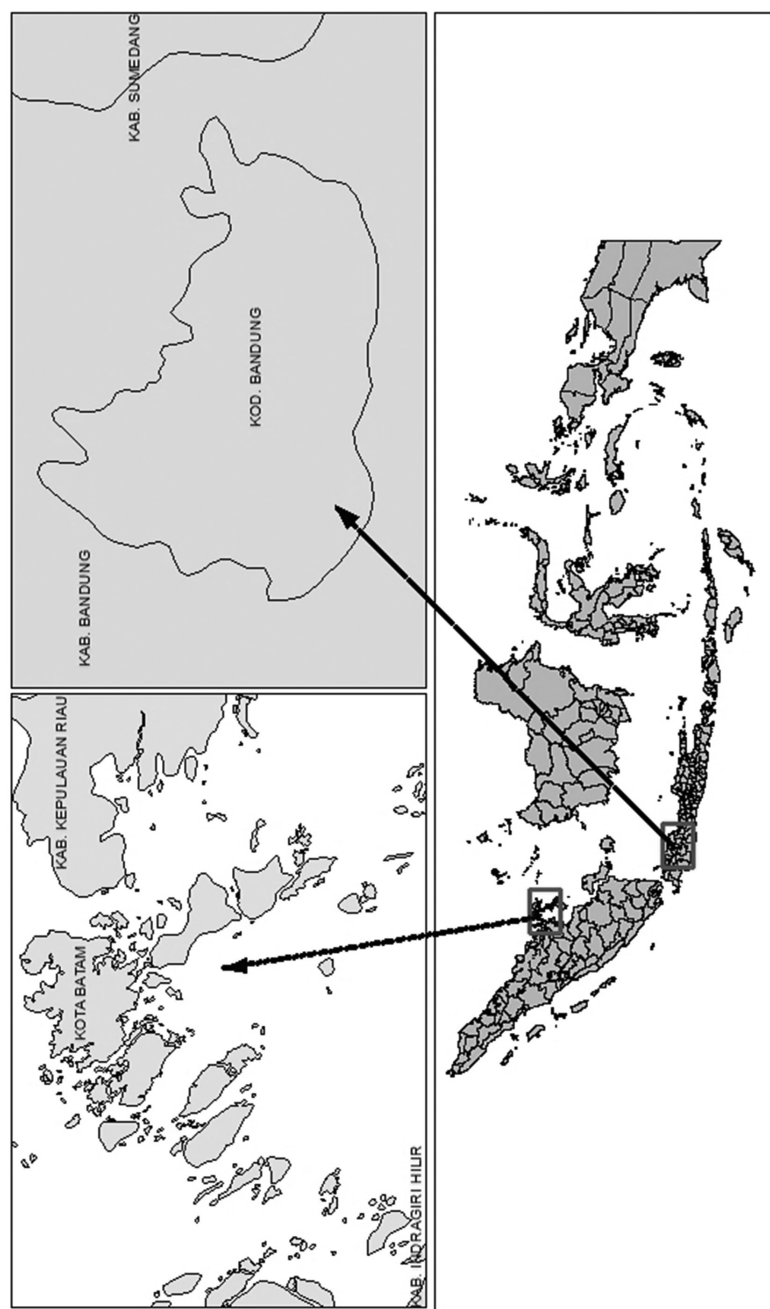 KOTA BATAM
KAB. KEPULAUAN RIAU
KAB. INDRAGIRI HILIR
KAB. BANDUNG
KOD. BANDUNG
KAB. SUMEDANG